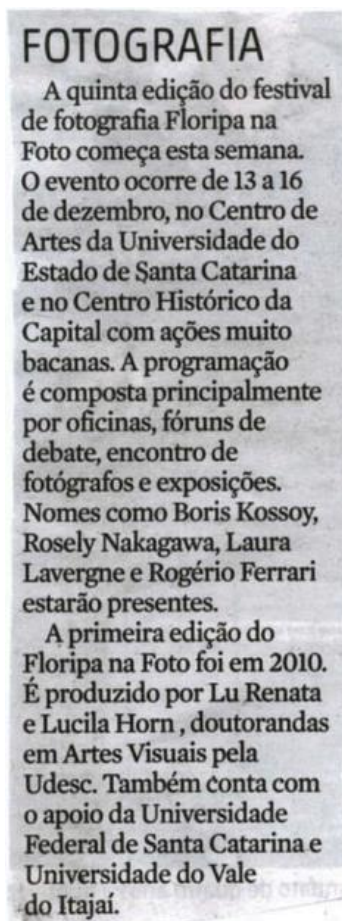 FOTOGRAFIA
A quinta edição do festival
de fotografia Floripa na
Foto começa esta semana.
O evento ocorre de 13 a 16
de dezembro, no Centro de
Artes da Universidade do
Estado de Santa Catarina
e no Centro Histórico da
Capital com ações muito
bacanas. A programação
é composta principalmente
por oficinas, fóruns de
debate, encontro de
fotógrafos e exposições.
Nomes como Boris Kossoy,
Rosely Nakagawa, Laura
Lavergne e Rogério Ferrari
estarão presentes.
A primeira edição do
Floripa na Foto foi em 2010.
É produzido por Lu Renata
e Lucila Horn , doutorandas
em Artes Visuais pela
Udesc. Também conta com
o apoio da Universidade
Federal de Santa Catarina e
Universidade do Vale
do Itajaí.